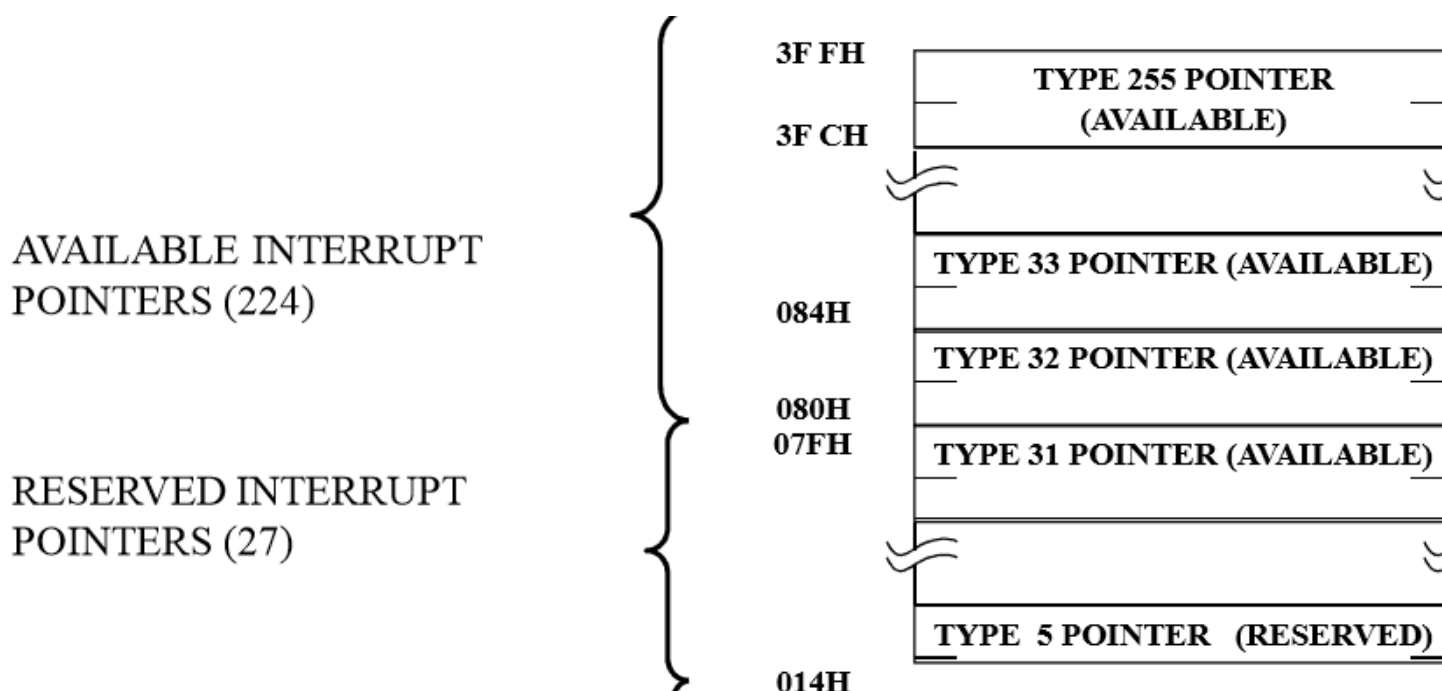 3F FH
TYPE 255 POINTER
(AVAILABLE)
3F CH
AVAILABLE INTERRUPT
POINTERS (224)
TYPE 33 POINTER (AVAILABLE)
084H
TYPE 32 POINTER (AVAILABLE)
080H
07FH
TYPE 31 POINTER (AVAILABLE)
RESERVED INTERRUPT
POINTERS (27)
TYPE 5 POINTER (RESERVED)
014H